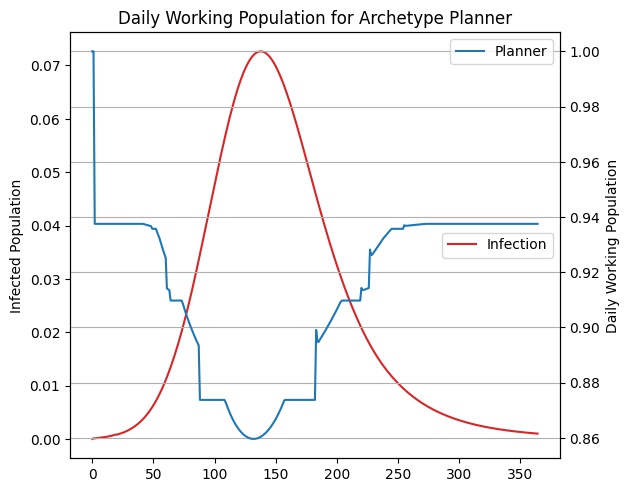 Daily Working Population for Archetype Planner
Infected Population
0.07
0.06
0.05
0.04
0.03
0.02
0.01
0.00
Planner
Infection
1.00
0.98
0.96
0.94
0.92
0.90
0.88
0.86
Daily Working Population
0 50 100 150 200 250 300 350